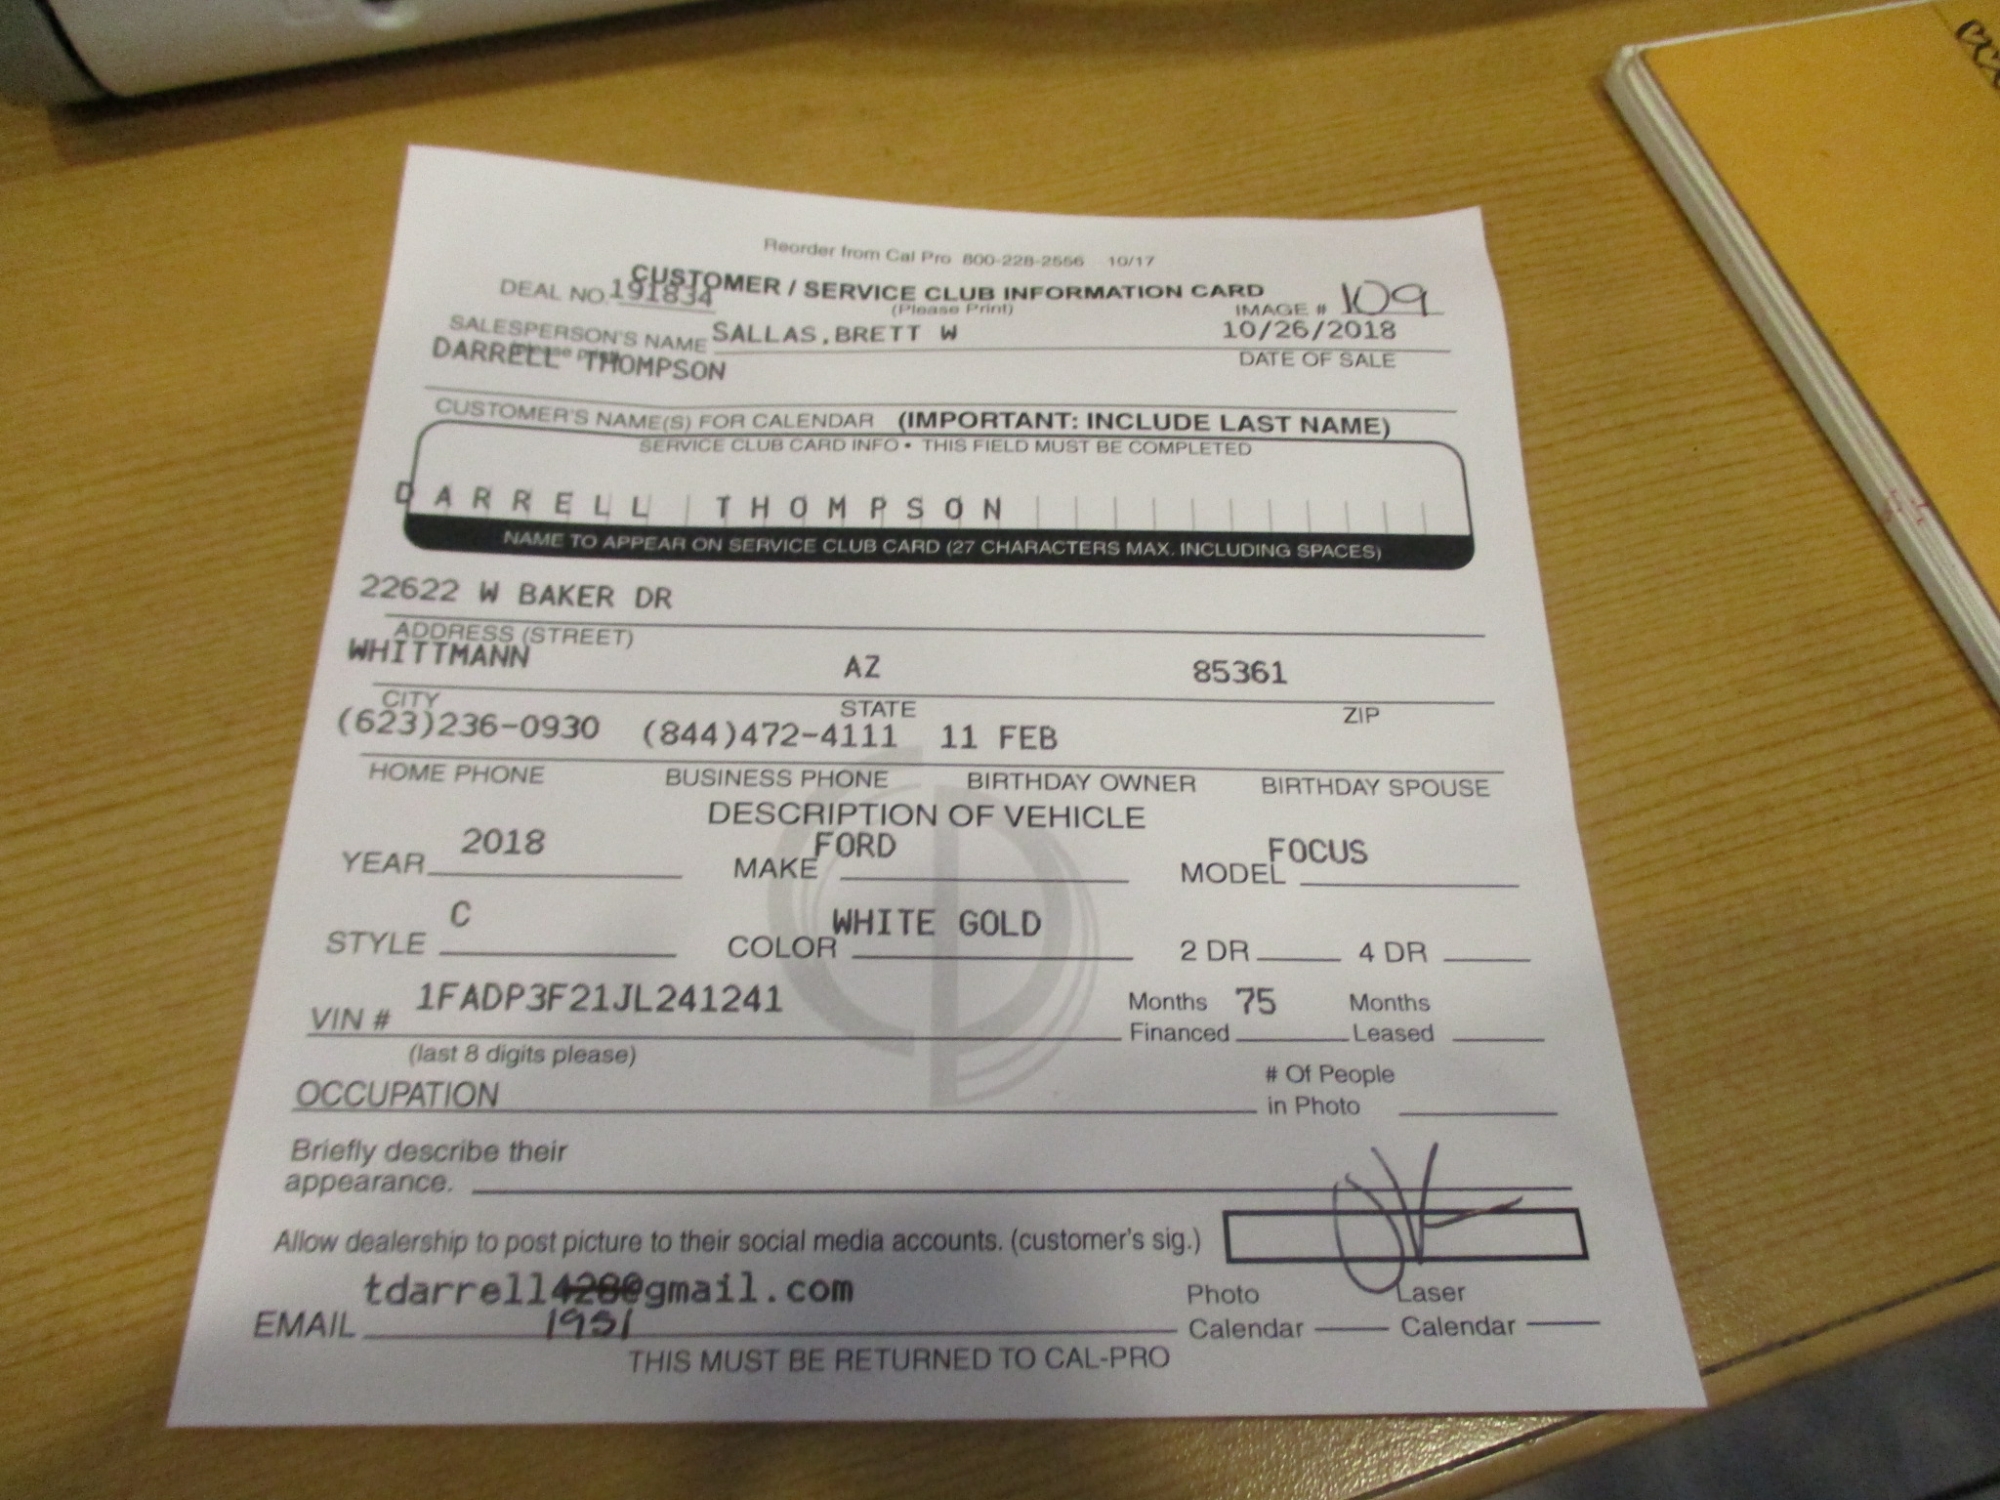 Reorder from Cal Pro 800-228-2556 10/17
CUSTOMER / SERVICE CLUB INFORMATION CARD
(Please Print)
DEAL NO. 191834 IMAGE # 109
SALESPERSON'S NAME SALLAS, BRETT W 10/26/2018
(please print) DATE OF SALE
DARRELL THOMPSON
CUSTOMER'S NAME(S) FOR CALENDAR (IMPORTANT: INCLUDE LAST NAME)
SERVICE CLUB CARD INFO • THIS FIELD MUST BE COMPLETED
DARRELL THOMPSON
NAME TO APPEAR ON SERVICE CLUB CARD (27 CHARACTERS MAX. INCLUDING SPACES)
22622 W BAKER DR
ADDRESS (STREET)
WHITTMANN AZ 85361
CITY STATE ZIP
(623)236-0930 (844)472-4111 11 FEB
HOME PHONE BUSINESS PHONE BIRTHDAY OWNER BIRTHDAY SPOUSE
DESCRIPTION OF VEHICLE
YEAR 2018 MAKE FORD MODEL FOCUS
STYLE C COLOR WHITE GOLD 2 DR 4 DR
VIN # 1FADP3F21JL241241 Months Financed 75 Months Leased
(last 8 digits please)
OCCUPATION # Of People in Photo
Briefly describe their
appearance.
Allow dealership to post picture to their social media accounts. (customer's sig.)
tdarrell428@gmail.com
1951
EMAIL Photo Calendar Laser Calendar
THIS MUST BE RETURNED TO CAL-PRO